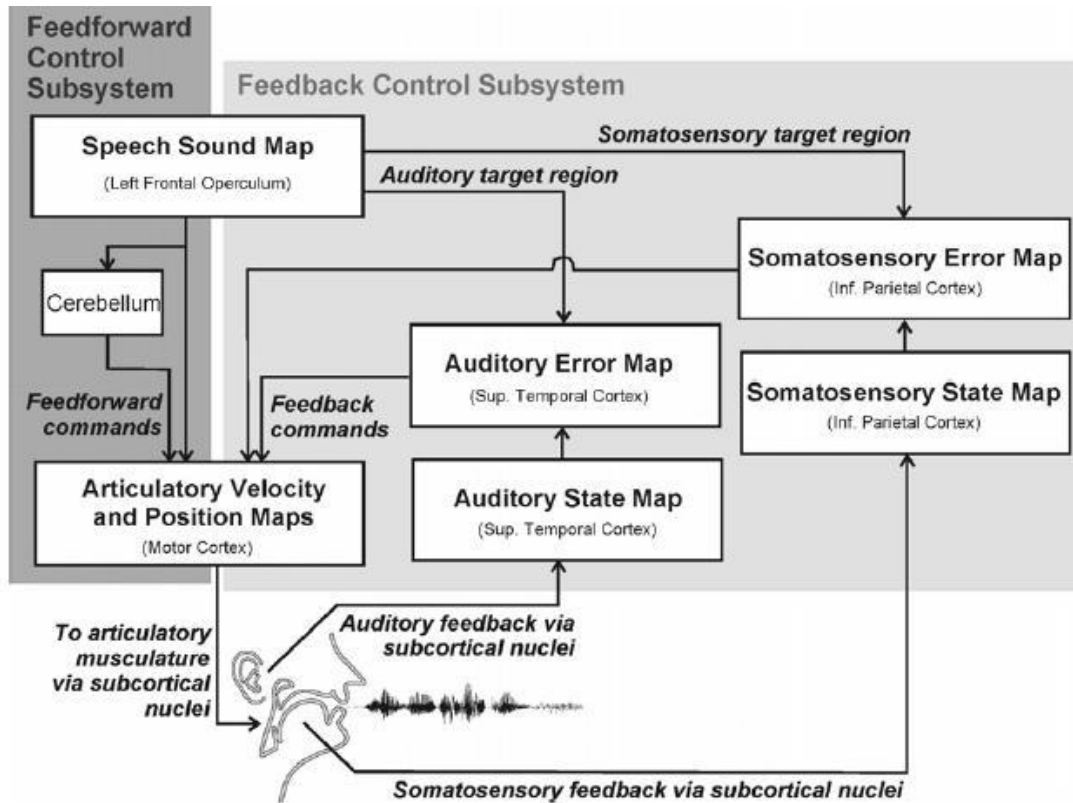 Feedforward
Control
Subsystem
Feedback Control Subsystem
Speech Sound Map
(Left Frontal Operculum)
Somatosensory target region
Auditory target region
Cerebellum
Somatosensory Error Map
(Inf. Parietal Cortex)
Auditory Error Map
(Sup. Temporal Cortex)
Somatosensory State Map
(Inf. Parietal Cortex)
Feedforward
commands
Feedback
commands
Articulatory Velocity
and Position Maps
(Motor Cortex)
Auditory State Map
(Sup. Temporal Cortex)
To articulatory
musculature
via subcortical
nuclei
Auditory feedback via
subcortical nuclei
Somatosensory feedback via subcortical nuclei